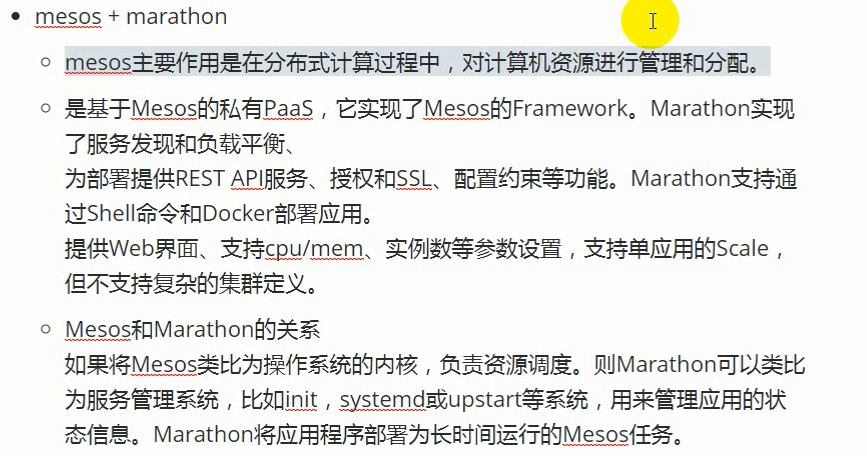 mesos + marathon
mesos主要作用是在分布式计算过程中，对计算机资源进行管理和分配。
是基于Mesos的私有PaaS，它实现了Mesos的Framework。Marathon实现
了服务发现和负载平衡、
为部署提供REST API服务、授权和SSL、配置约束等功能。Marathon支持通
过Shell命令和Docker部署应用。
提供Web界面、支持cpu/mem、实例数等参数设置，支持单应用的Scale，
但不支持复杂的集群定义。
Mesos和Marathon的关系
如果将Mesos类比为操作系统的内核，负责资源调度。则Marathon可以类比
为服务管理系统，比如init，systemd或upstart等系统，用来管理应用的状
态信息。Marathon将应用程序部署为长时间运行的Mesos任务。